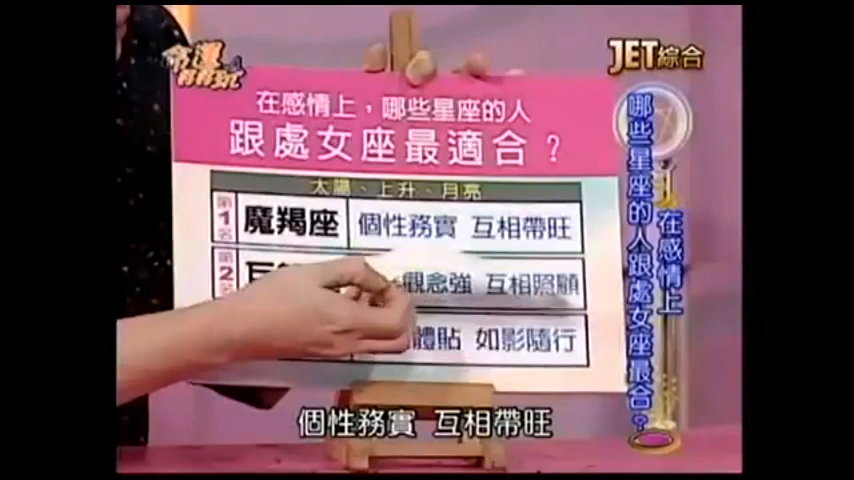 命運好好玩
JET綜合
在感情上，哪些星座的人
跟處女座最適合？
太陽、上升、月亮
第1名 魔羯座 個性務實 互相帶旺
第2名 觀念強 互相照顧
體貼 如影隨行
在感情上
哪些星座的人跟處女座最合？
個性務實 互相帶旺